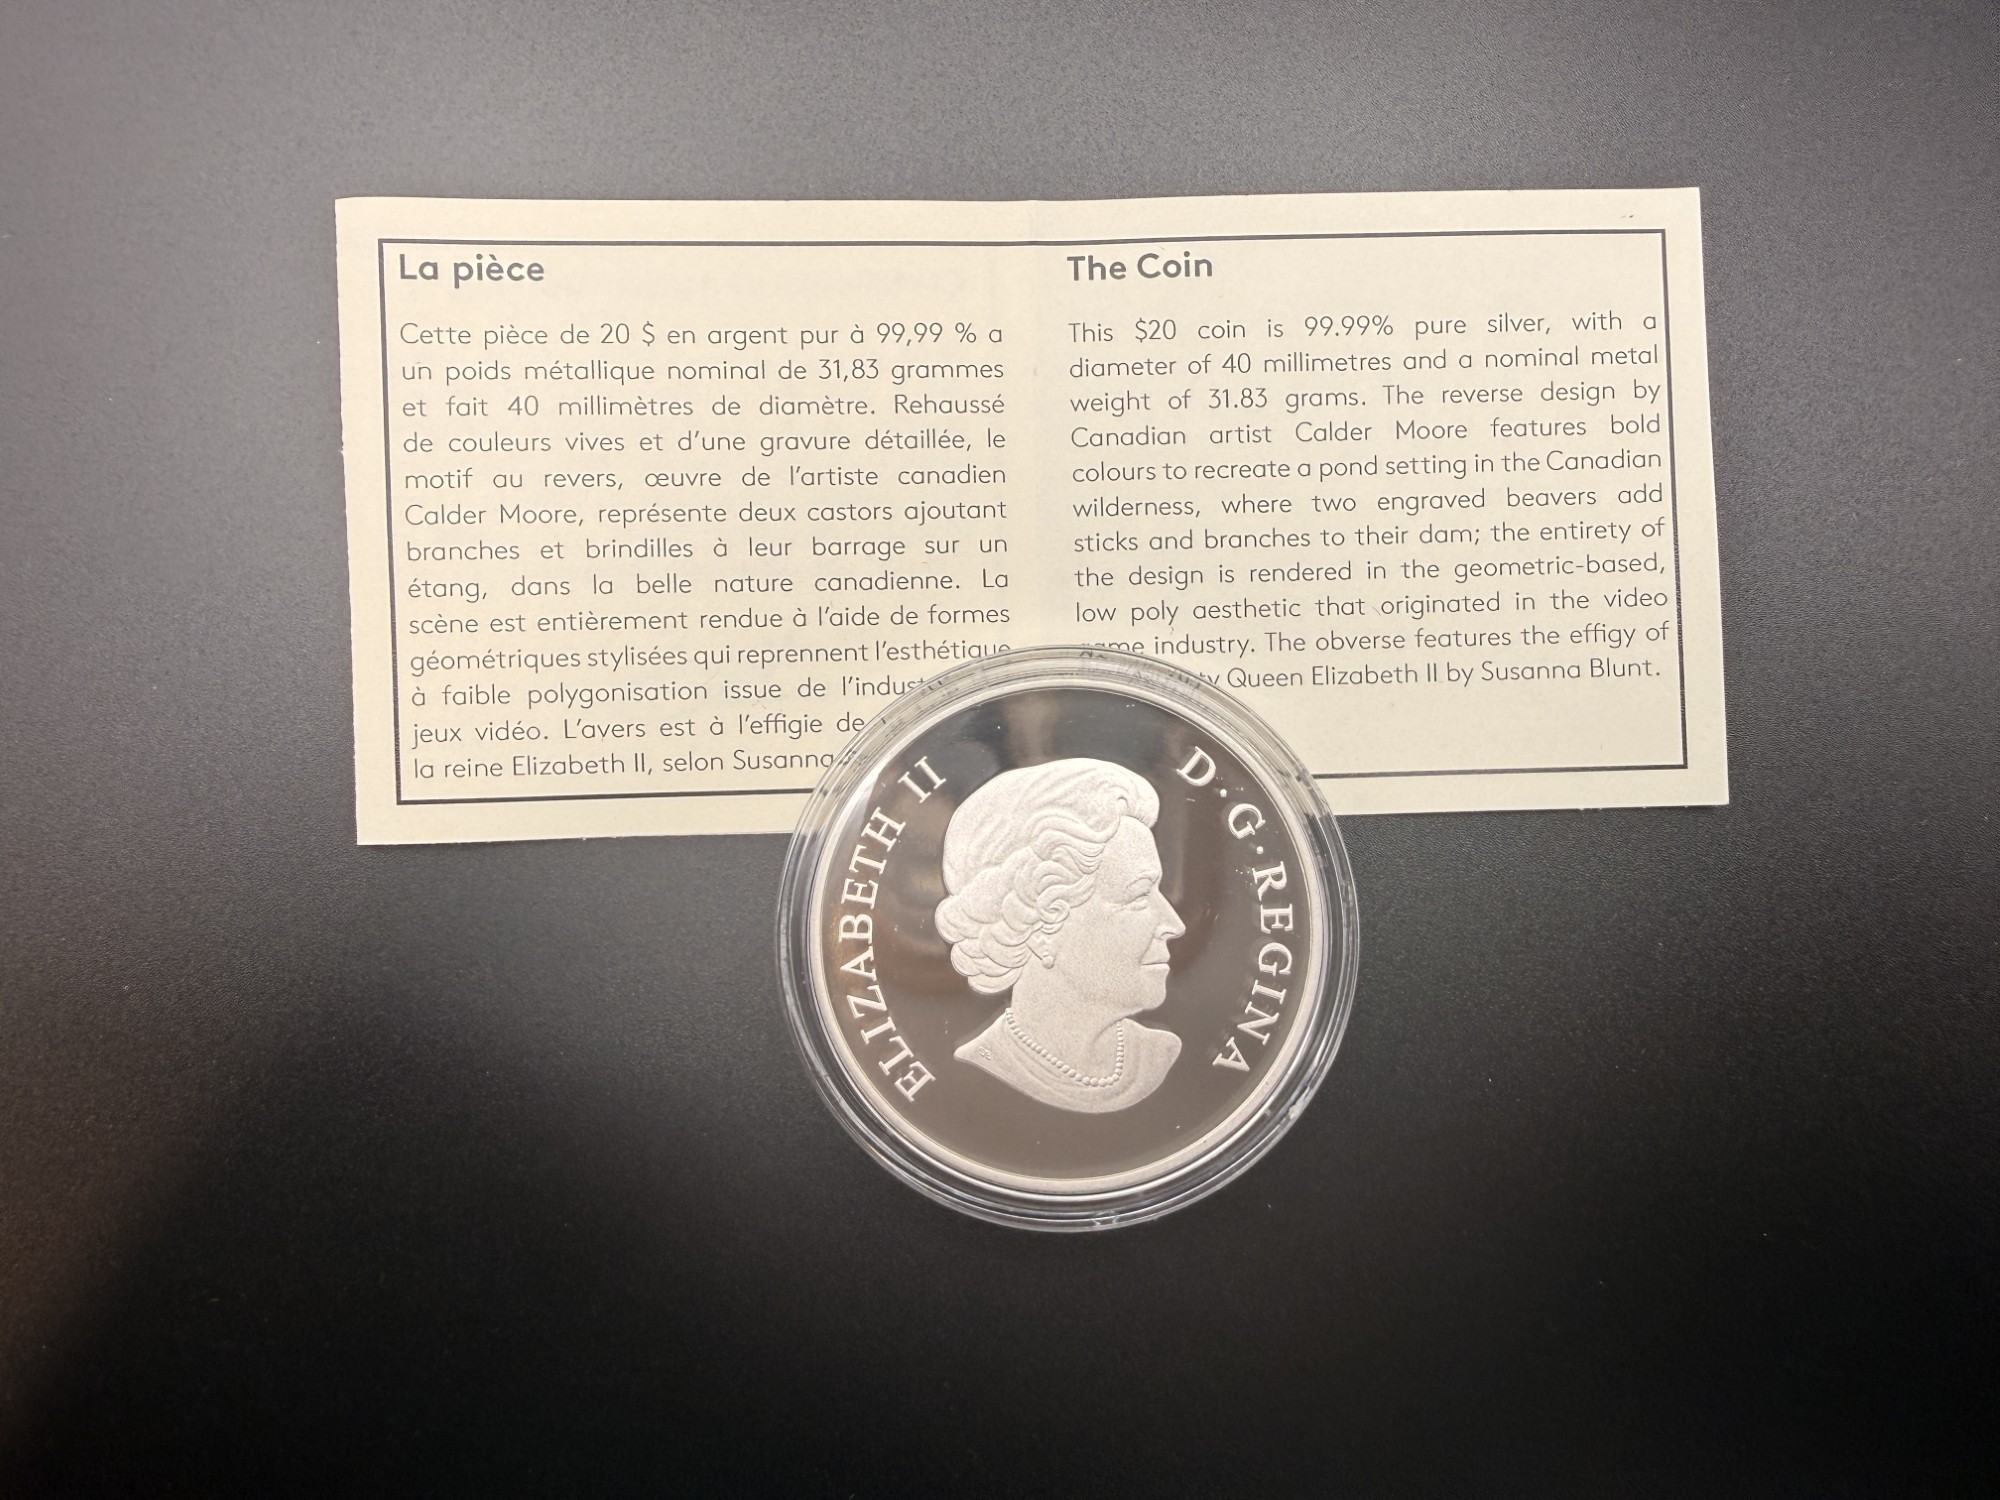 La pièce
Cette pièce de 20 $ en argent pur à 99,99 % a
un poids métallique nominal de 31,83 grammes
et fait 40 millimètres de diamètre. Rehaussé
de couleurs vives et d'une gravure détaillée, le
motif au revers, œuvre de l'artiste canadien
Calder Moore, représente deux castors ajoutant
branches et brindilles à leur barrage sur un
étang, dans la belle nature canadienne. La
scène est entièrement rendue à l'aide de formes
géométriques stylisées qui reprennent l'esthétique
à faible polygonisation issue de
jeux vidéo. L'avers est à l'effigie de
la reine Elizabeth II, selon Susanna
The Coin
This $20 coin is 99.99% pure silver, with a
diameter of 40 millimetres and a nominal metal
weight of 31.83 grams. The reverse design by
Canadian artist Calder Moore features bold
colours to recreate a pond setting in the Canadian
wilderness, where two engraved beavers add
sticks and branches to their dam; the entirety of
the design is rendered in the geometric-based,
low poly aesthetic that originated in the video
game industry. The obverse features the effigy of
Queen Elizabeth II by Susanna Blunt.
ELIZABETH II D·G·REGINA